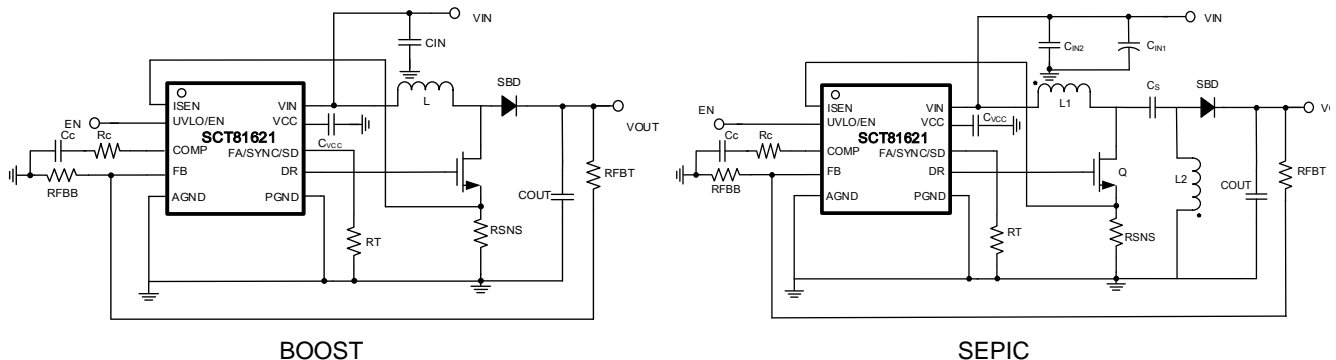 VIN
CIN
ISEN
VIN
L
SBD
EN
UVLO/EN
VCC
VOUT
SCT81621
CVCC
Cc
Rc
COMP
FA/SYNC/SD
FB
DR
RFBT
RFBB
COUT
AGND
PGND
RSNS
RT
BOOST
VIN
CIN2
CIN1
ISEN
VIN
L1
CS
SBD
EN
UVLO/EN
VCC
SCT81621
CVCC
Cc
Rc
COMP
FA/SYNC/SD
FB
DR
Q
L2
COUT
RFBT
RFBB
AGND
PGND
RSNS
RT
SEPIC